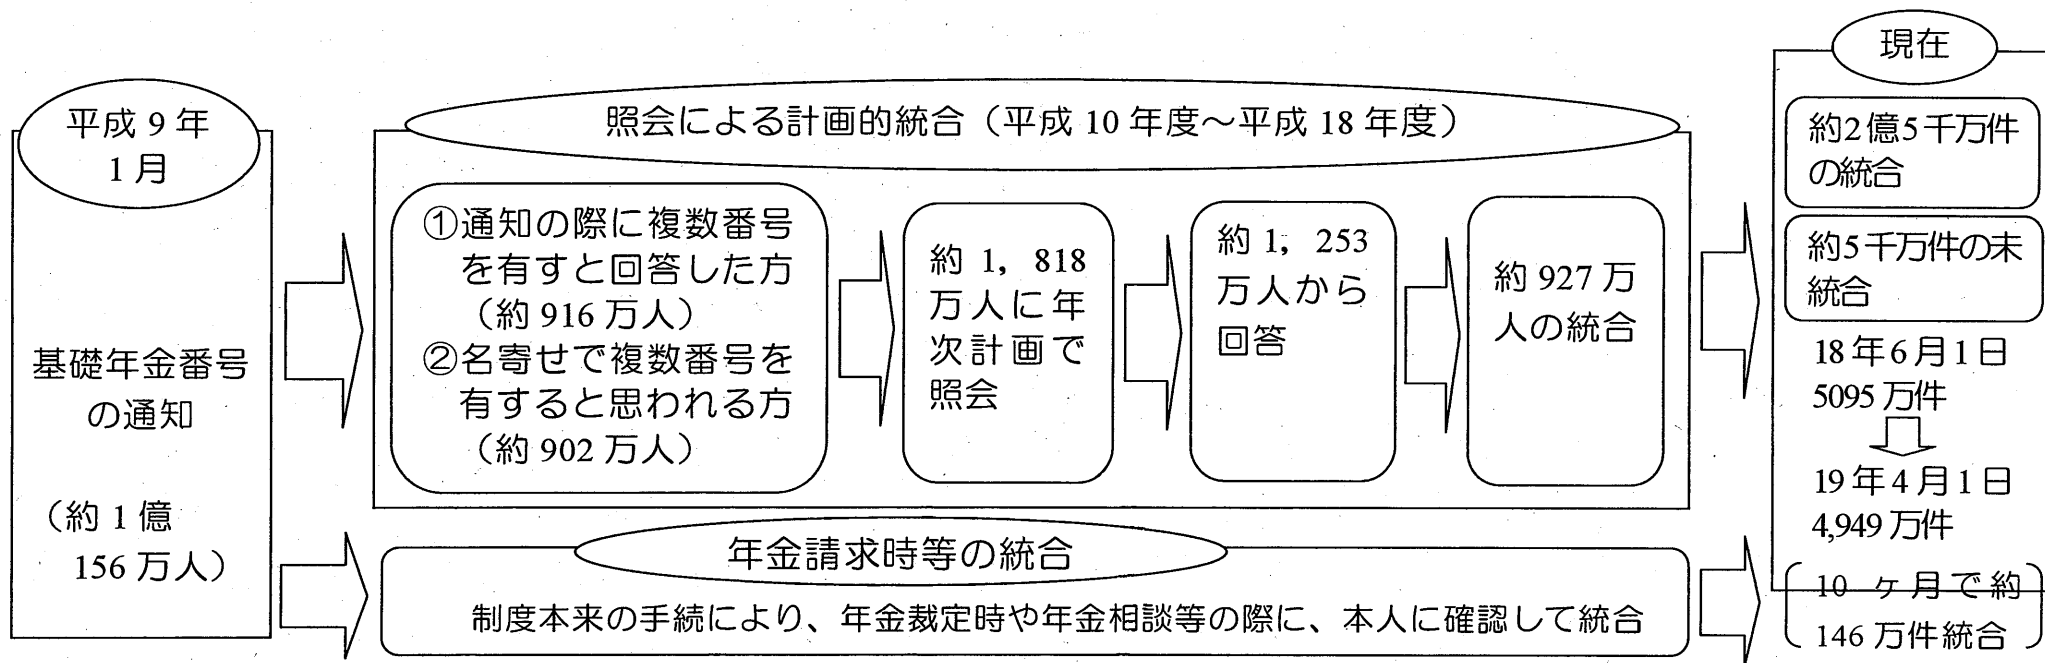 平成 9 年
1 月
基礎年金番号
の通知
（約 1 億
156 万人）
照会による計画的統合（平成 10 年度～平成 18 年度）
①通知の際に複数番号
を有すと回答した方
（約 916 万人）
②名寄せで複数番号を
有すると思われる方
（約 902 万人）
約 1，818
万人に年
次計画で
照会
約 1，253
万人から
回答
約 927 万
人の統合
年金請求時等の統合
制度本来の手続により、年金裁定時や年金相談等の際に、本人に確認して統合
現在
約2億5千万件
の統合
約5千万件の未
統合
18 年 6 月 1 日
5095 万件
19 年 4 月 1 日
4,949 万件
10 ヶ月で約
146 万件統合